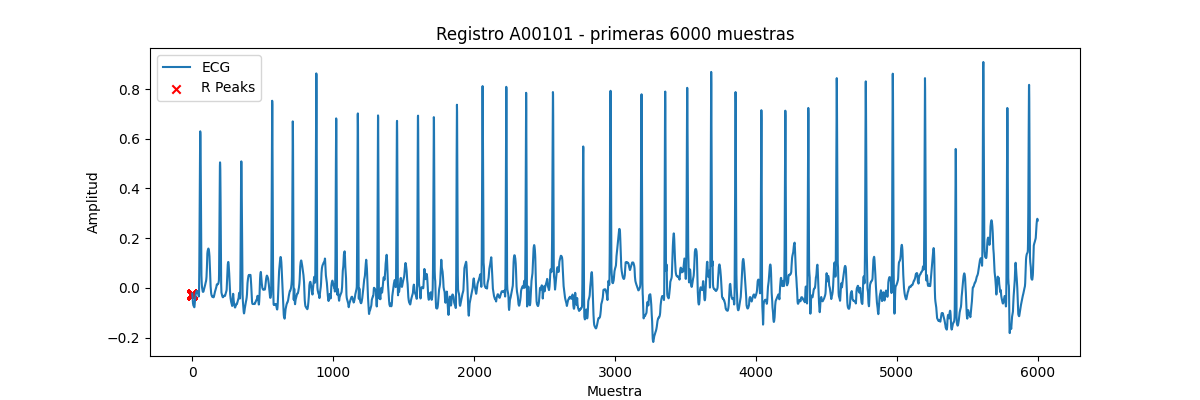 Registro A00101 - primeras 6000 muestras
ECG
R Peaks
Amplitud
0.8
0.6
0.4
0.2
0.0
−0.2
0 1000 2000 3000 4000 5000 6000
Muestra